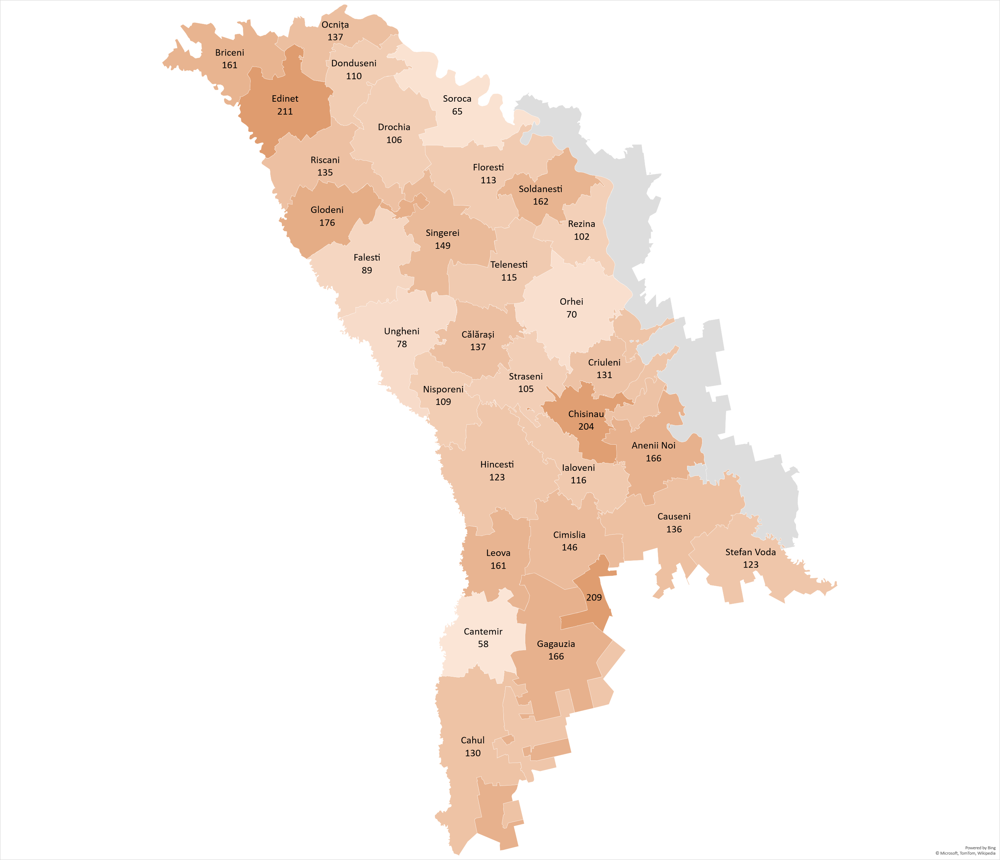 Ocnița
137
Briceni
161
Donduseni
110
Edinet
211
Soroca
65
Drochia
106
Riscani
135
Floresti
113
Soldanesti
162
Glodeni
176
Rezina
102
Singerei
149
Falesti
89
Telenesti
115
Orhei
70
Ungheni
78
Călărași
137
Criuleni
131
Straseni
105
Nisporeni
109
Chisinau
204
Anenii Noi
166
Hincesti
123
Ialoveni
116
Causeni
136
Cimislia
146
Leova
161
Stefan Voda
123
209
Cantemir
58
Gagauzia
166
Cahul
130
Powered by Bing
© Microsoft, TomTom, Wikipedia